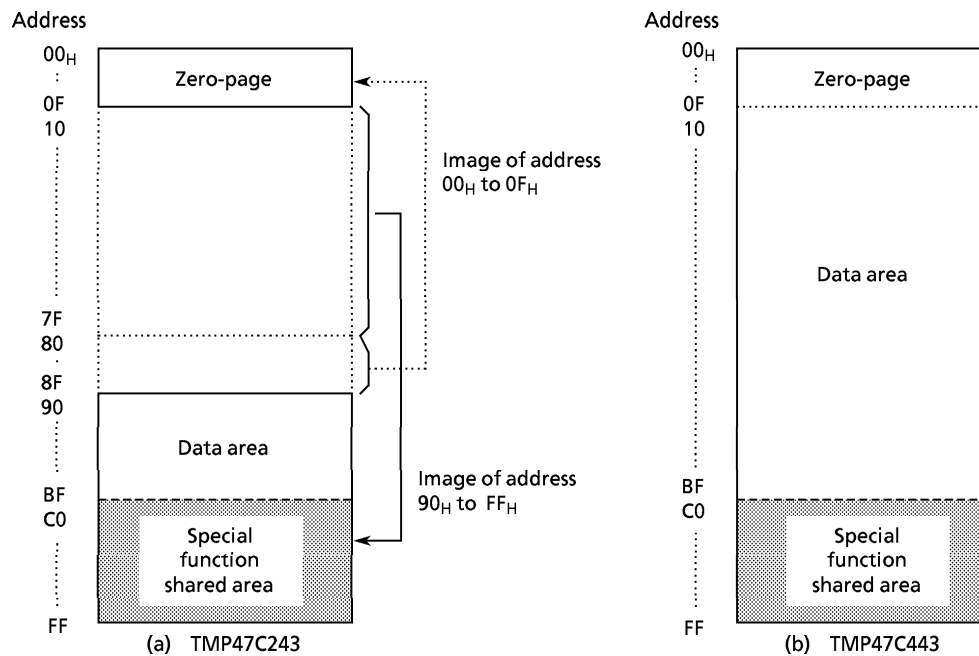 Address
00H
Zero-page
0F
10
Image of address
00H to 0FH
7F
80
8F
90
Data area
BF
C0
Image of address
90H to FFH
Special
function
shared area
FF
(a) TMP47C243
Address
00H
Zero-page
0F
10
Data area
BF
C0
Special
function
shared area
FF
(b) TMP47C443